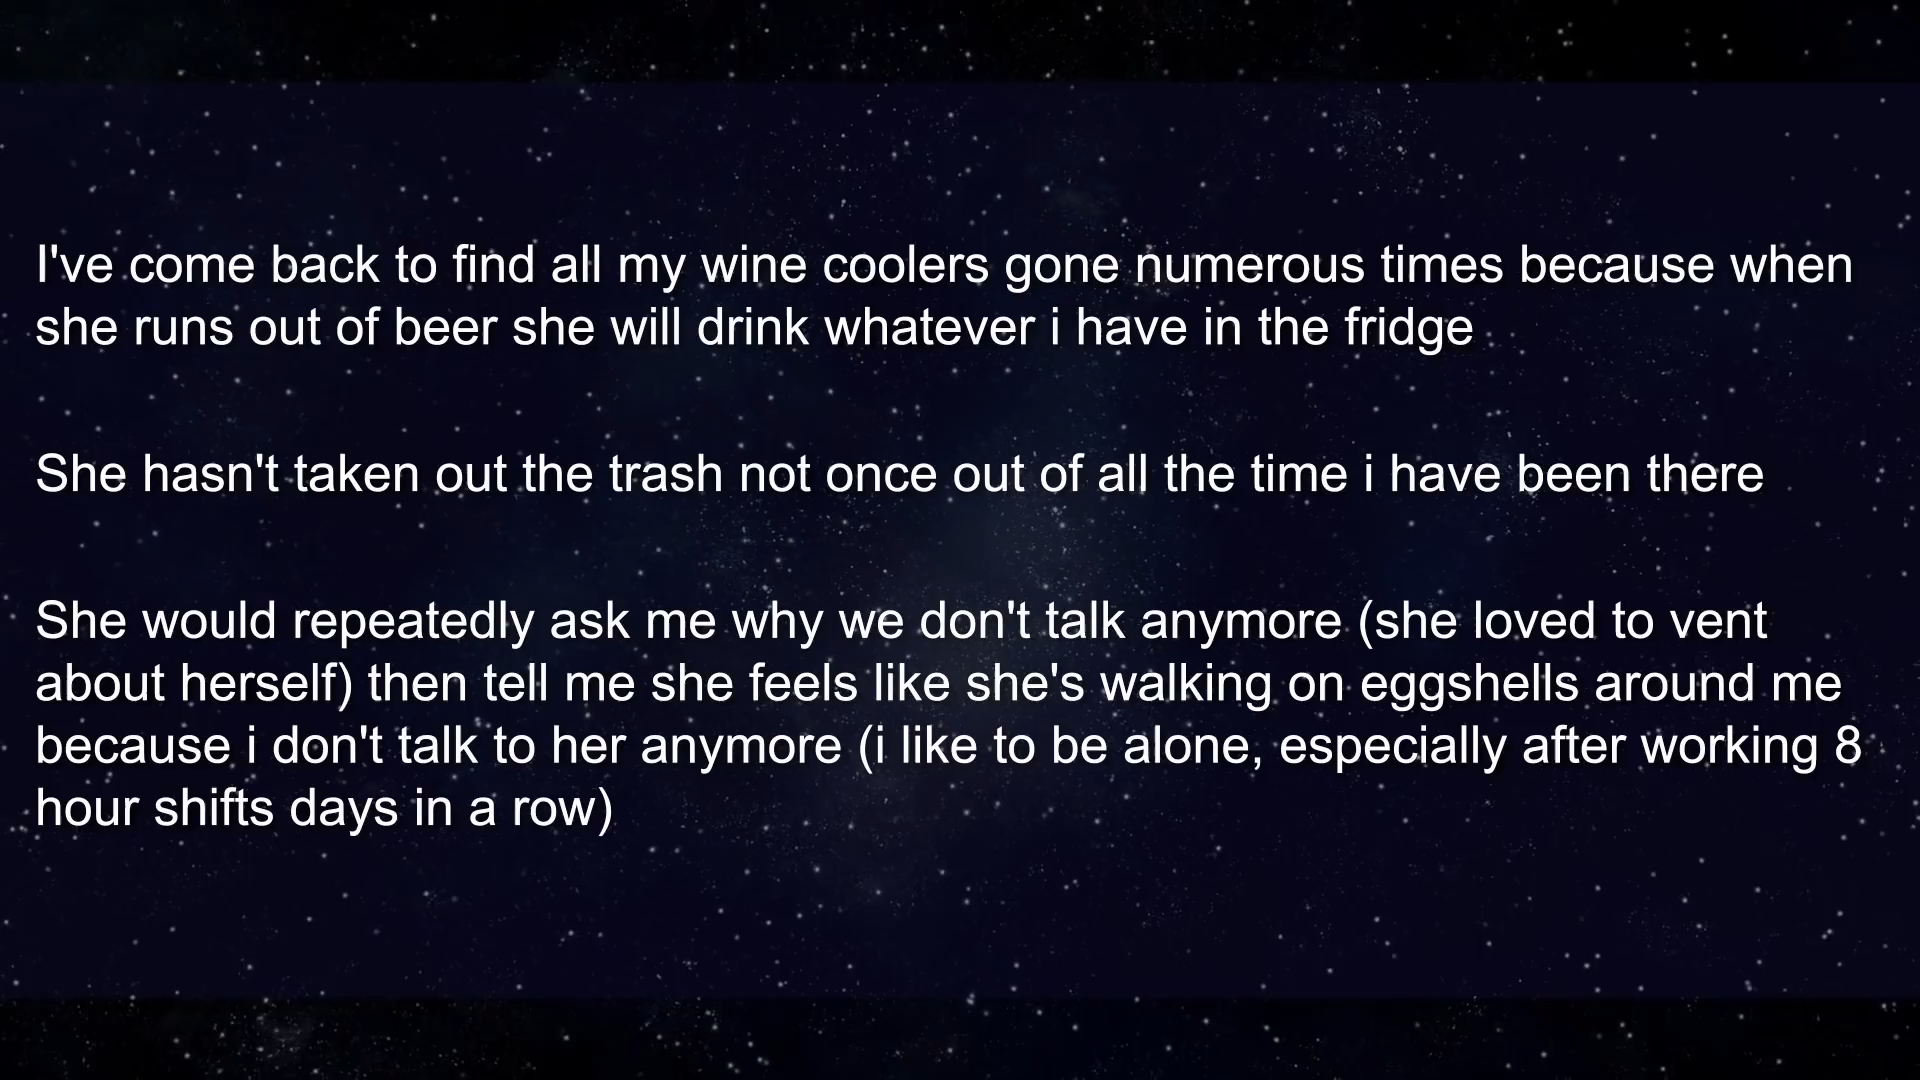 I've come back to find all my wine coolers gone numerous times because when
she runs out of beer she will drink whatever i have in the fridge
She hasn't taken out the trash not once out of all the time i have been there
She would repeatedly ask me why we don't talk anymore (she loved to vent
about herself) then tell me she feels like she's walking on eggshells around me
because i don't talk to her anymore (i like to be alone, especially after working 8
hour shifts days in a row)